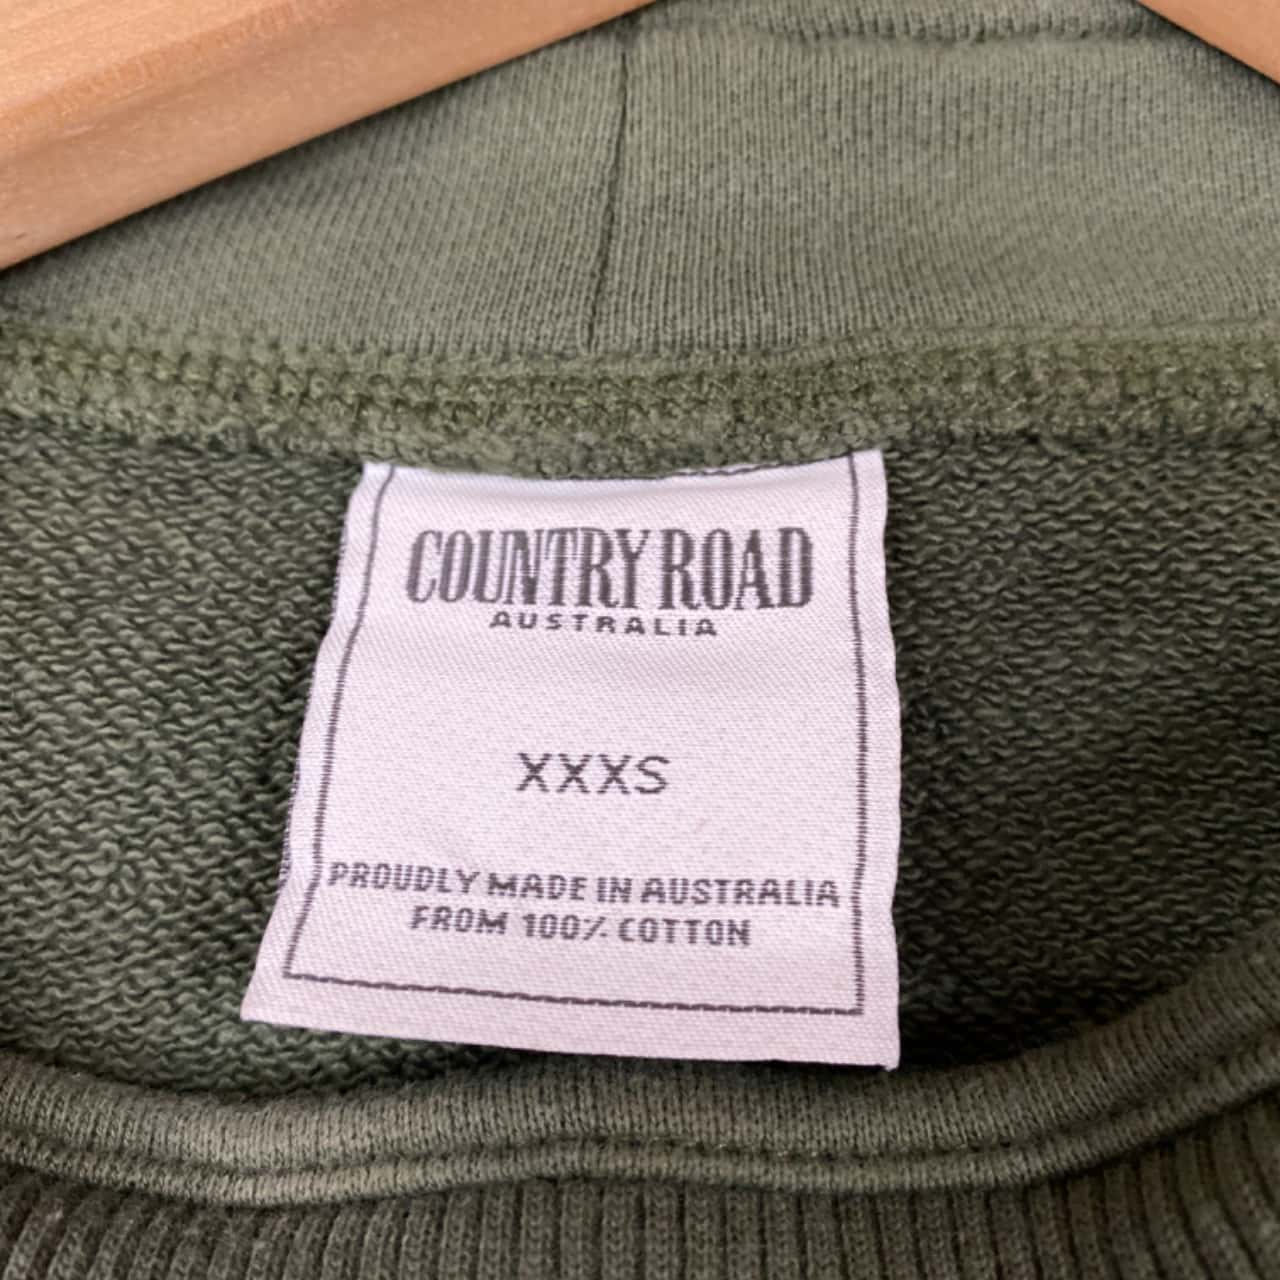 COUNTRY ROAD
AUSTRALIA
XXXS
PROUDLY MADE IN AUSTRALIA
FROM 100% COTTON